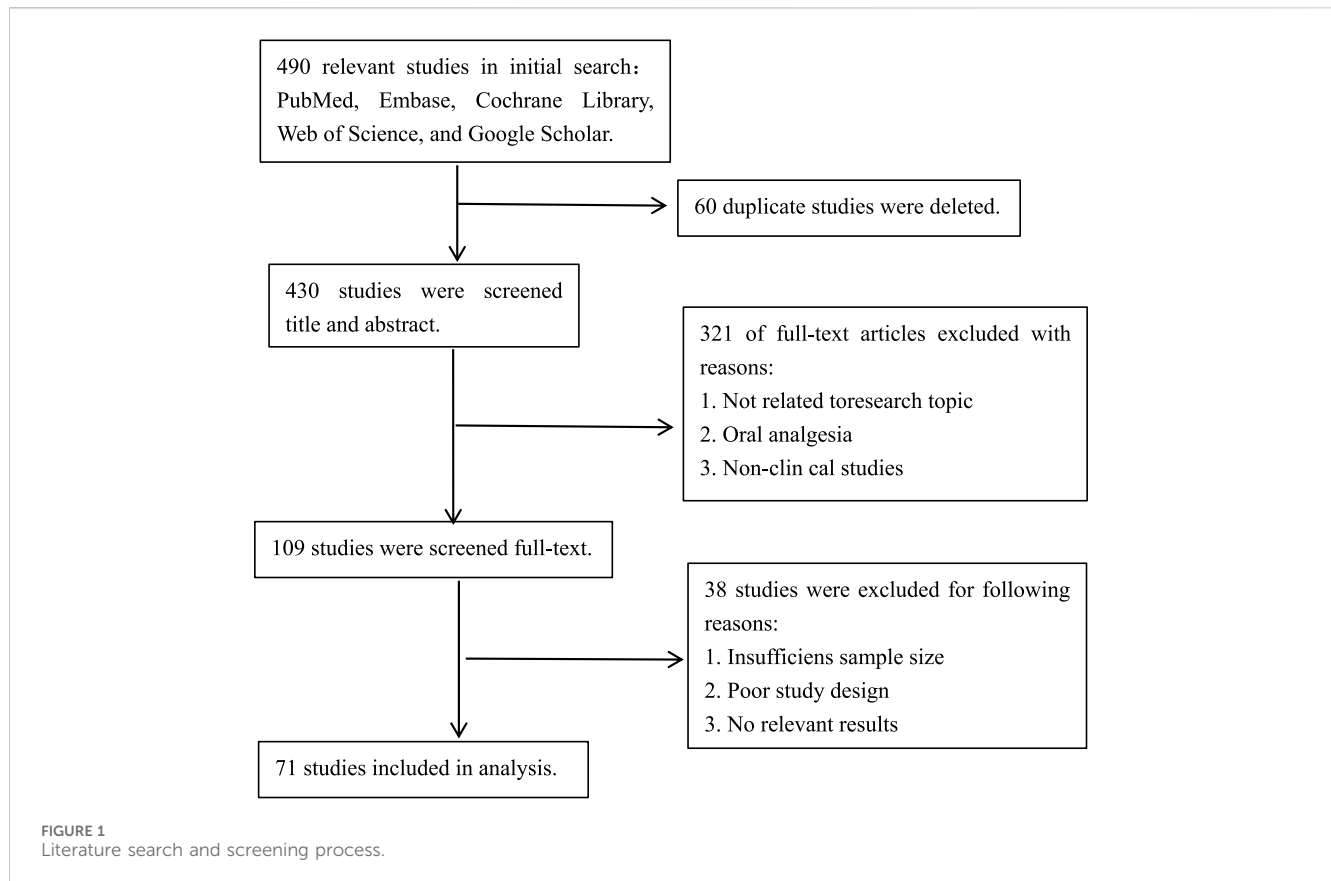 490 relevant studies in initial search：
PubMed, Embase, Cochrane Library,
Web of Science, and Google Scholar.
60 duplicate studies were deleted.
430 studies were screened
title and abstract.
321 of full-text articles excluded with
reasons:
1. Not related toresearch topic
2. Oral analgesia
3. Non-clin cal studies
109 studies were screened full-text.
38 studies were excluded for following
reasons:
1. Insufficiens sample size
2. Poor study design
3. No relevant results
71 studies included in analysis.
FIGURE 1
Literature search and screening process.